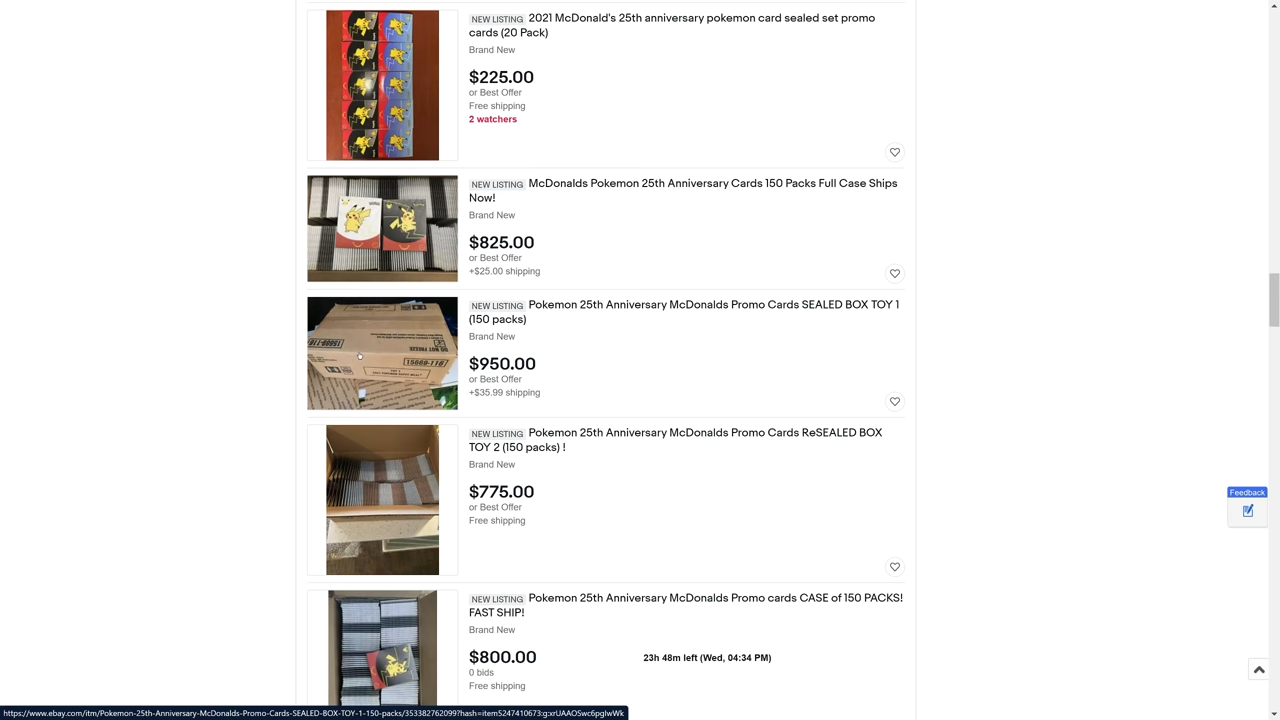 NEW LISTING 2021 McDonald's 25th anniversary pokemon card sealed set promo
cards (20 Pack)
Brand New
$225.00
or Best Offer
Free shipping
2 watchers
NEW LISTING McDonalds Pokemon 25th Anniversary Cards 150 Packs Full Case Ships
Now!
Brand New
$825.00
or Best Offer
+$25.00 shipping
DO NOT FREEZE
15069-110
NEW LISTING Pokemon 25th Anniversary McDonalds Promo Cards SEALED BOX TOY 1
(150 packs)
Brand New
$950.00
or Best Offer
+$35.99 shipping
NEW LISTING Pokemon 25th Anniversary McDonalds Promo Cards ReSEALED BOX
TOY 2 (150 packs) !
Brand New
$775.00
or Best Offer
Free shipping
Feedback
NEW LISTING Pokemon 25th Anniversary McDonalds Promo cards CASE of 150 PACKS!
FAST SHIP!
Brand New
$800.00
23h 48m left (Wed, 04:34 PM)
0 bids
Free shipping
https://www.ebay.com/itm/Pokemon-25th-Anniversary-McDonalds-Promo-Cards-SEALED-BOX-TOY-1-150-packs/353382762099?hash=item5247410673:g:xrUAAOSwc6pgIwWk